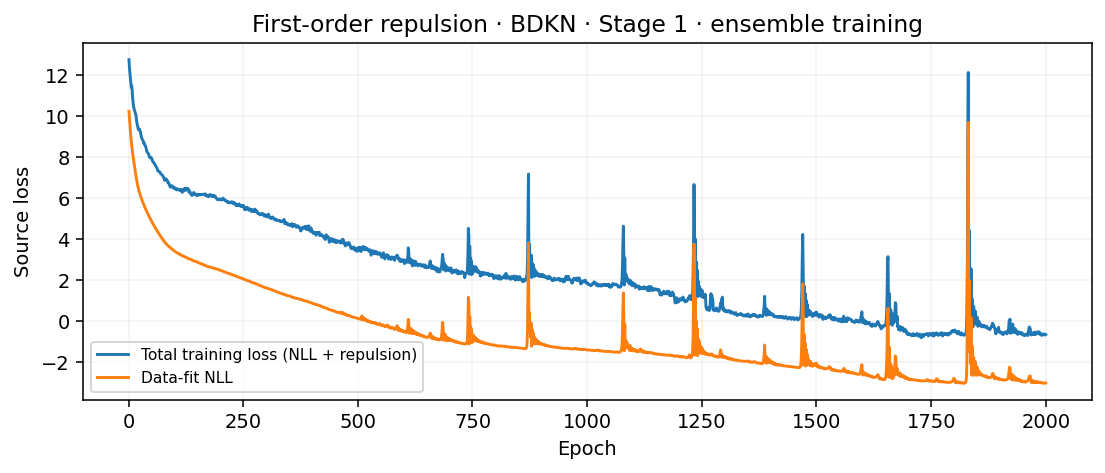 First-order repulsion · BDKN · Stage 1 · ensemble training
Source loss
12
10
8
6
4
2
0
−2
Total training loss (NLL + repulsion)
Data-fit NLL
0 250 500 750 1000 1250 1500 1750 2000
Epoch